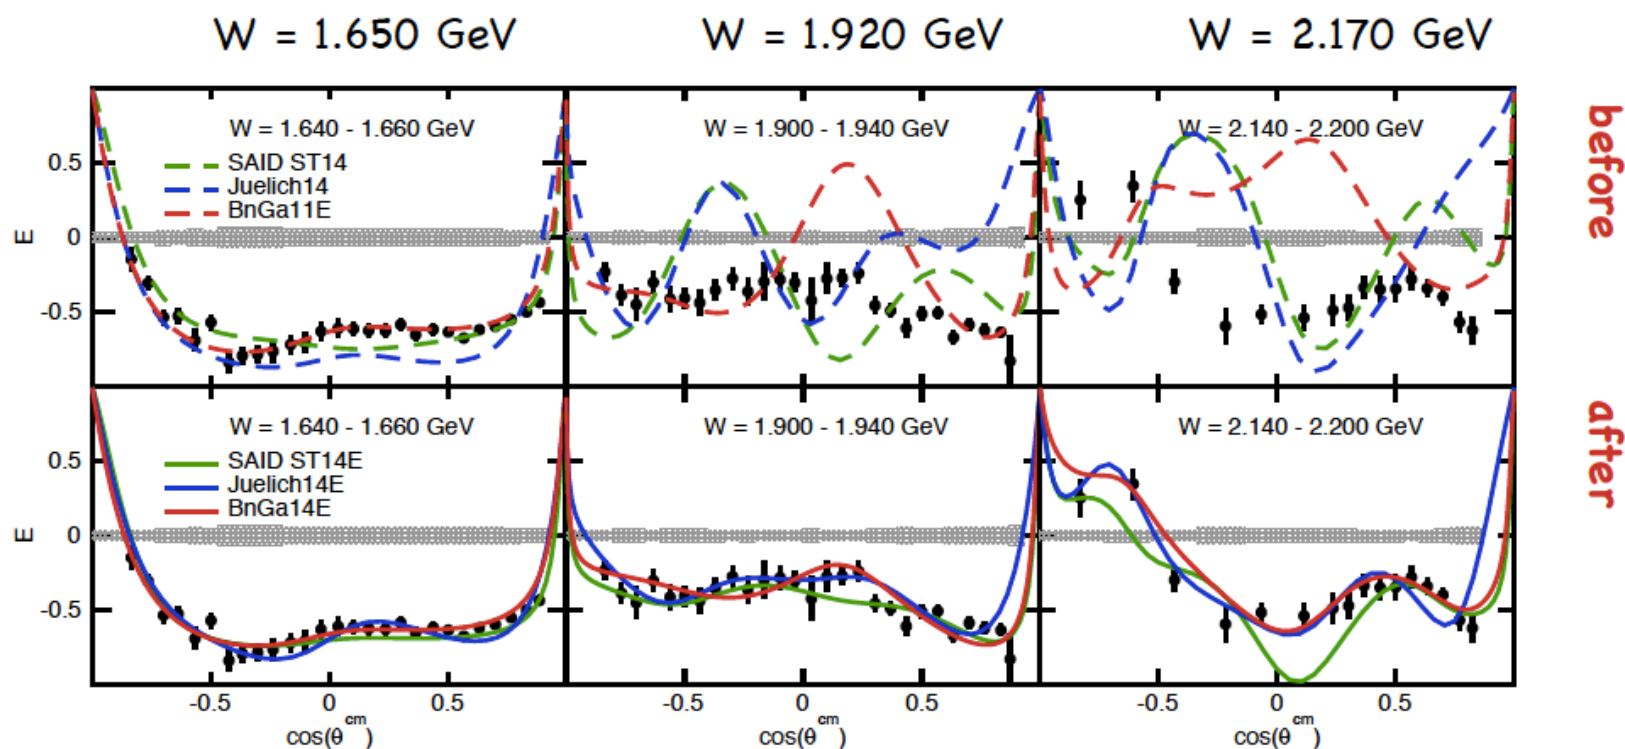 W = 1.650 GeV W = 1.920 GeV W = 2.170 GeV
W = 1.640 - 1.660 GeV W = 1.900 - 1.940 GeV W = 2.140 - 2.200 GeV
before
0.5
SAID ST14
Juelich14
BnGa11E
E
0
-0.5
W = 1.640 - 1.660 GeV W = 1.900 - 1.940 GeV W = 2.140 - 2.200 GeV
after
0.5
SAID ST14E
Juelich14E
BnGa14E
E
0
-0.5
-0.5 0 0.5 -0.5 0 0.5 -0.5 0 0.5
cos(θ cm) cos(θ cm) cos(θ cm)